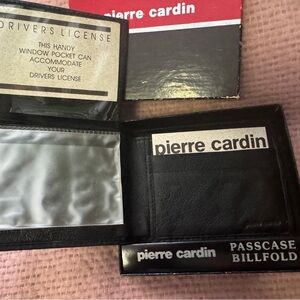 pierre cardin
DRIVERS LICENSE
THIS HANDY
WINDOW POCKET CAN
ACCOMMODATE
YOUR
DRIVERS LICENSE
pierre cardin
pierre cardin
PASSCASE
BILLFOLD